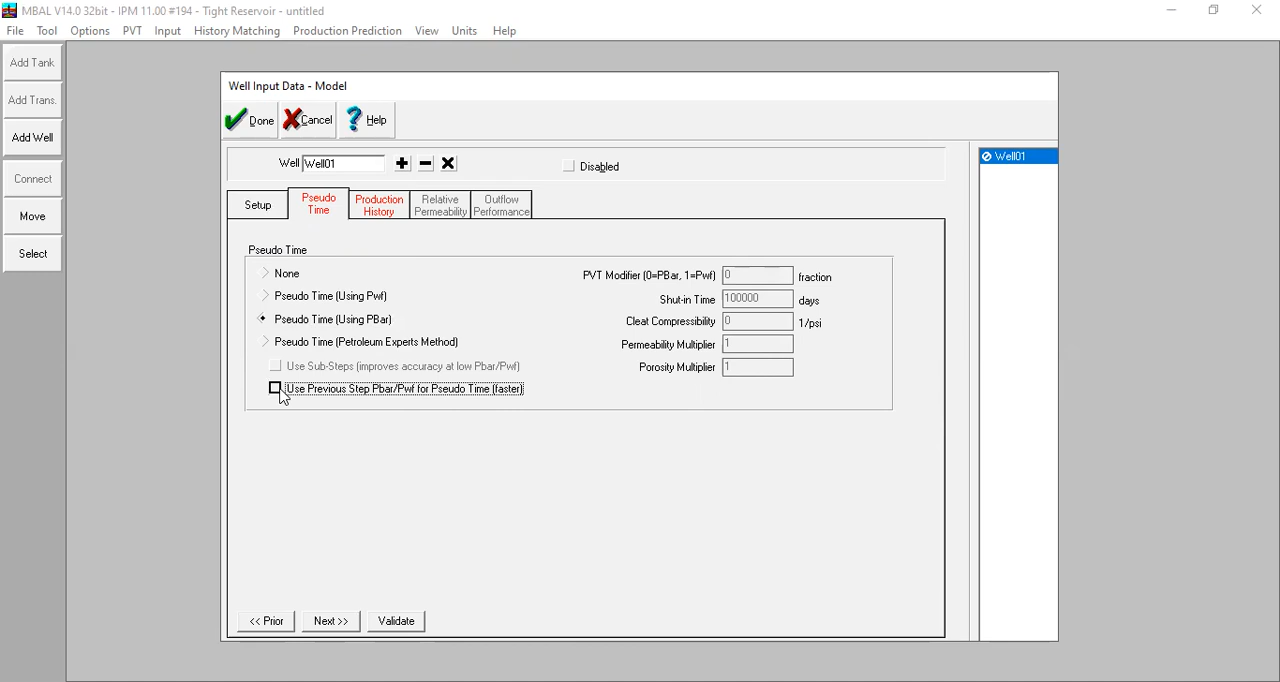 MBAL V14.0 32bit - IPM 11.00 #194 - Tight Reservoir - untitled
File Tool Options PVT Input History Matching Production Prediction View Units Help
Add Tank
Add Trans.
Add Well
Connect
Move
Select
Well Input Data - Model
Done Cancel Help
Well Well01 Disabled
Well01
Setup
Pseudo Time
Production History
Relative Permeability
Outflow Performance
Pseudo Time
None
Pseudo Time (Using Pwf)
Pseudo Time (Using PBar)
Pseudo Time (Petroleum Experts Method)
Use Sub-Steps (improves accuracy at low Pbar/Pwf)
Use Previous Step Pbar/Pwf for Pseudo Time (faster)
PVT Modifier (0=PBar, 1=Pwf) 0 fraction
Shut-in Time 100000 days
Cleat Compressibility 0 1/psi
Permeability Multiplier 1
Porosity Multiplier 1
<< Prior Next >> Validate